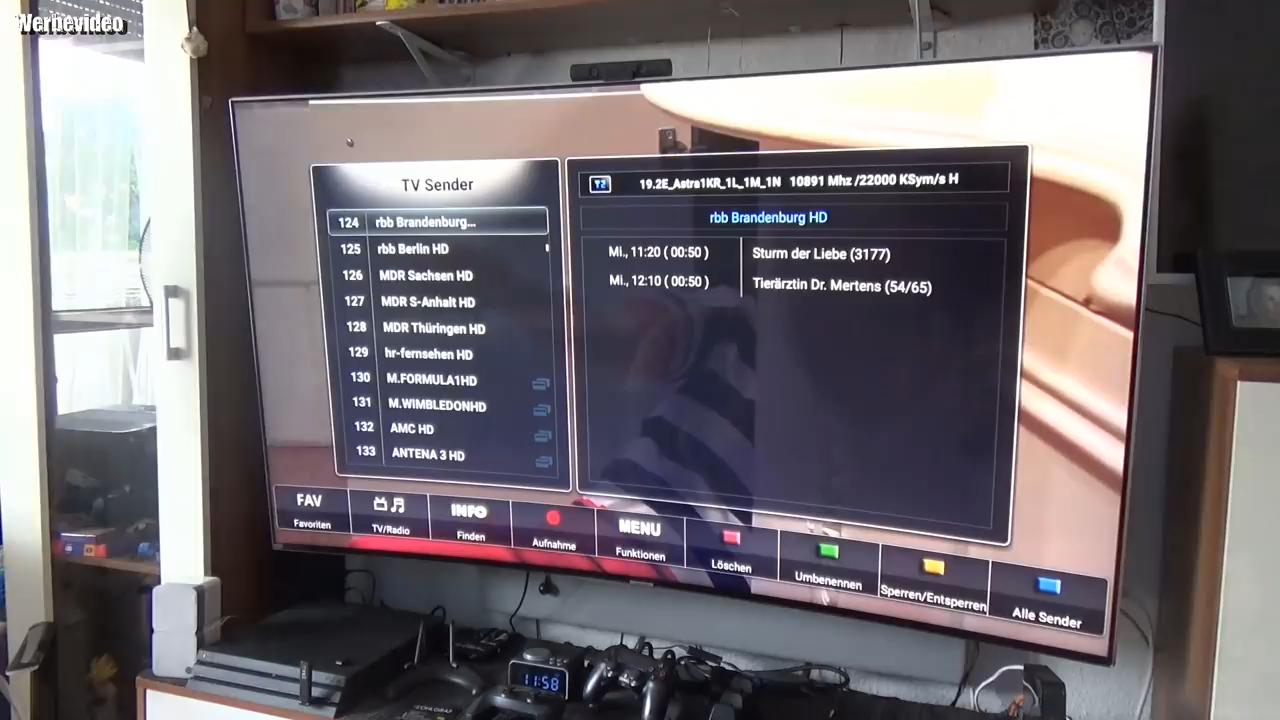 Werbevideo
TV Sender
124 rbb Brandenburg...
125 rbb Berlin HD
126 MDR Sachsen HD
127 MDR S-Anhalt HD
128 MDR Thüringen HD
129 hr-fernsehen HD
130 M.FORMULA1HD
131 M.WIMBLEDONHD
132 AMC HD
133 ANTENA 3 HD
19.2E_Astra1KR_1L_1M_1N 10891 Mhz /22000 KSym/s H
rbb Brandenburg HD
Mi., 11:20 ( 00:50 ) Sturm der Liebe (3177)
Mi., 12:10 ( 00:50 ) Tierärztin Dr. Mertens (54/65)
FAV
Favoriten
TV/Radio
INFO
Finden
Aufnahme
MENU
Funktionen
Löschen
Umbenennen
Sperren/Entsperren
Alle Sender
11:58